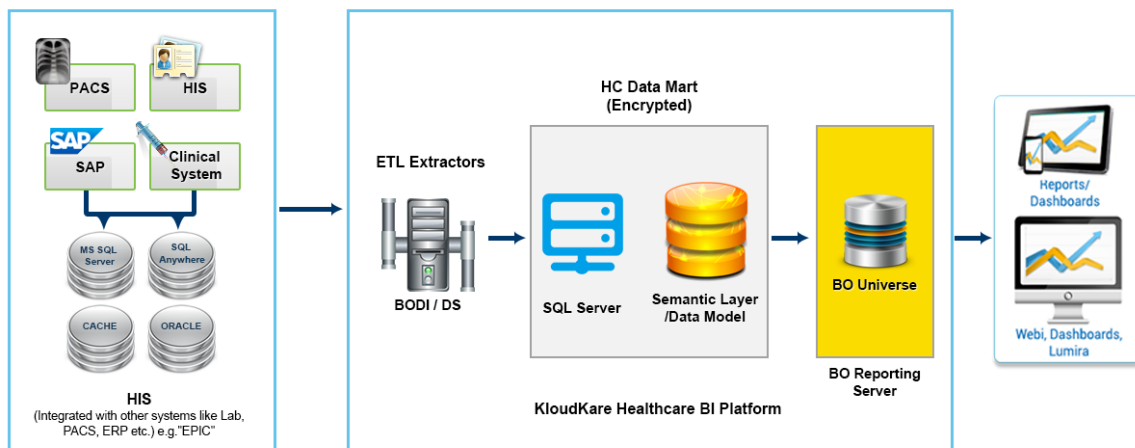 PACS
HIS
SAP
SAP
Clinical
System
MS SQL
Server
SQL
Anywhere
CACHE
ORACLE
HIS
(Integrated with other systems like Lab,
PACS, ERP etc.) e.g."EPIC"
ETL Extractors
BODI / DS
HC Data Mart
(Encrypted)
SQL Server
Semantic Layer
/Data Model
BO Universe
BO Reporting
Server
KloudKare Healthcare BI Platform
Reports/
Dashboards
Webi, Dashboards,
Lumira